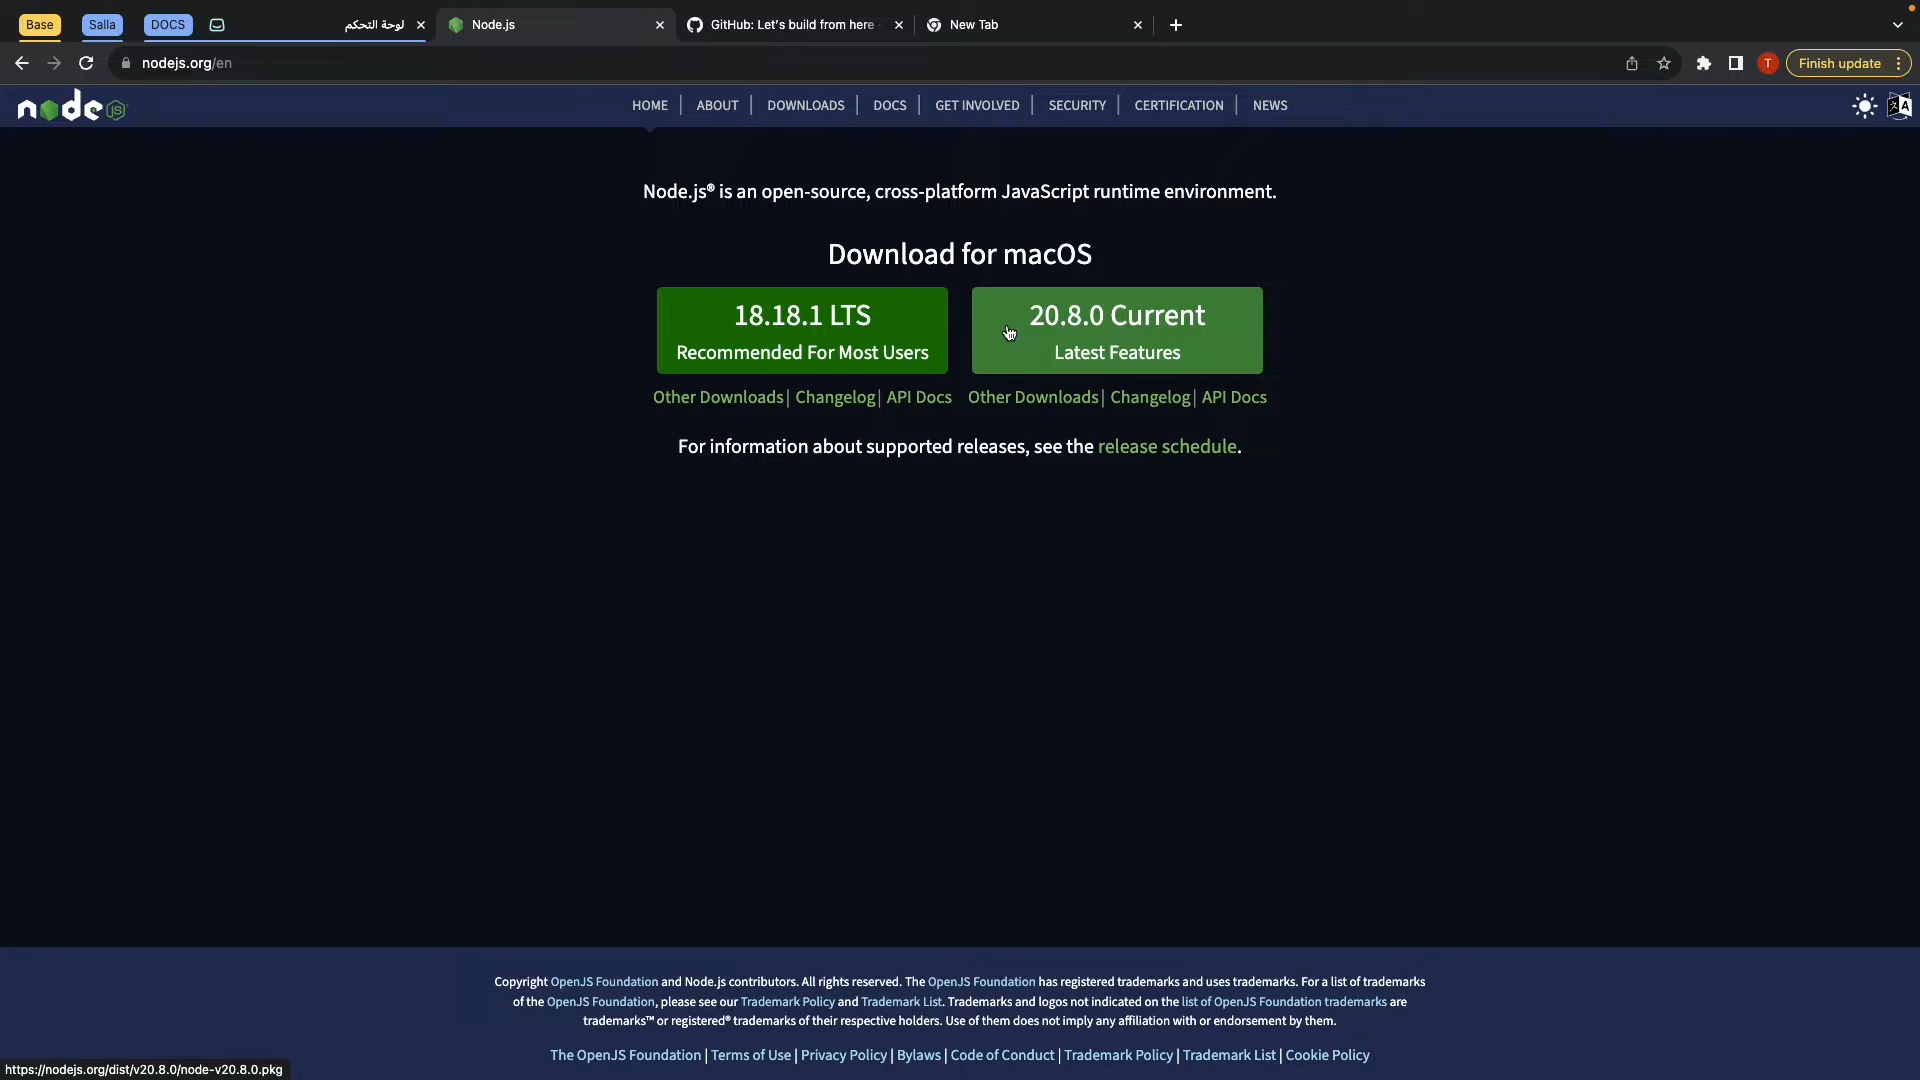 Base
Salla
DOCS
لوحة التحكم
Node.js
GitHub: Let's build from here
New Tab
nodejs.org/en
Finish update
T
node JS
HOME | ABOUT | DOWNLOADS | DOCS | GET INVOLVED | SECURITY | CERTIFICATION | NEWS
Node.js® is an open-source, cross-platform JavaScript runtime environment.
Download for macOS
18.18.1 LTS
Recommended For Most Users
20.8.0 Current
Latest Features
Other Downloads | Changelog | API Docs
Other Downloads | Changelog | API Docs
For information about supported releases, see the release schedule.
Copyright OpenJS Foundation and Node.js contributors. All rights reserved. The OpenJS Foundation has registered trademarks and uses trademarks. For a list of trademarks
of the OpenJS Foundation, please see our Trademark Policy and Trademark List. Trademarks and logos not indicated on the list of OpenJS Foundation trademarks are
trademarks™ or registered® trademarks of their respective holders. Use of them does not imply any affiliation with or endorsement by them.
The OpenJS Foundation | Terms of Use | Privacy Policy | Bylaws | Code of Conduct | Trademark Policy | Trademark List | Cookie Policy
https://nodejs.org/dist/v20.8.0/node-v20.8.0.pkg